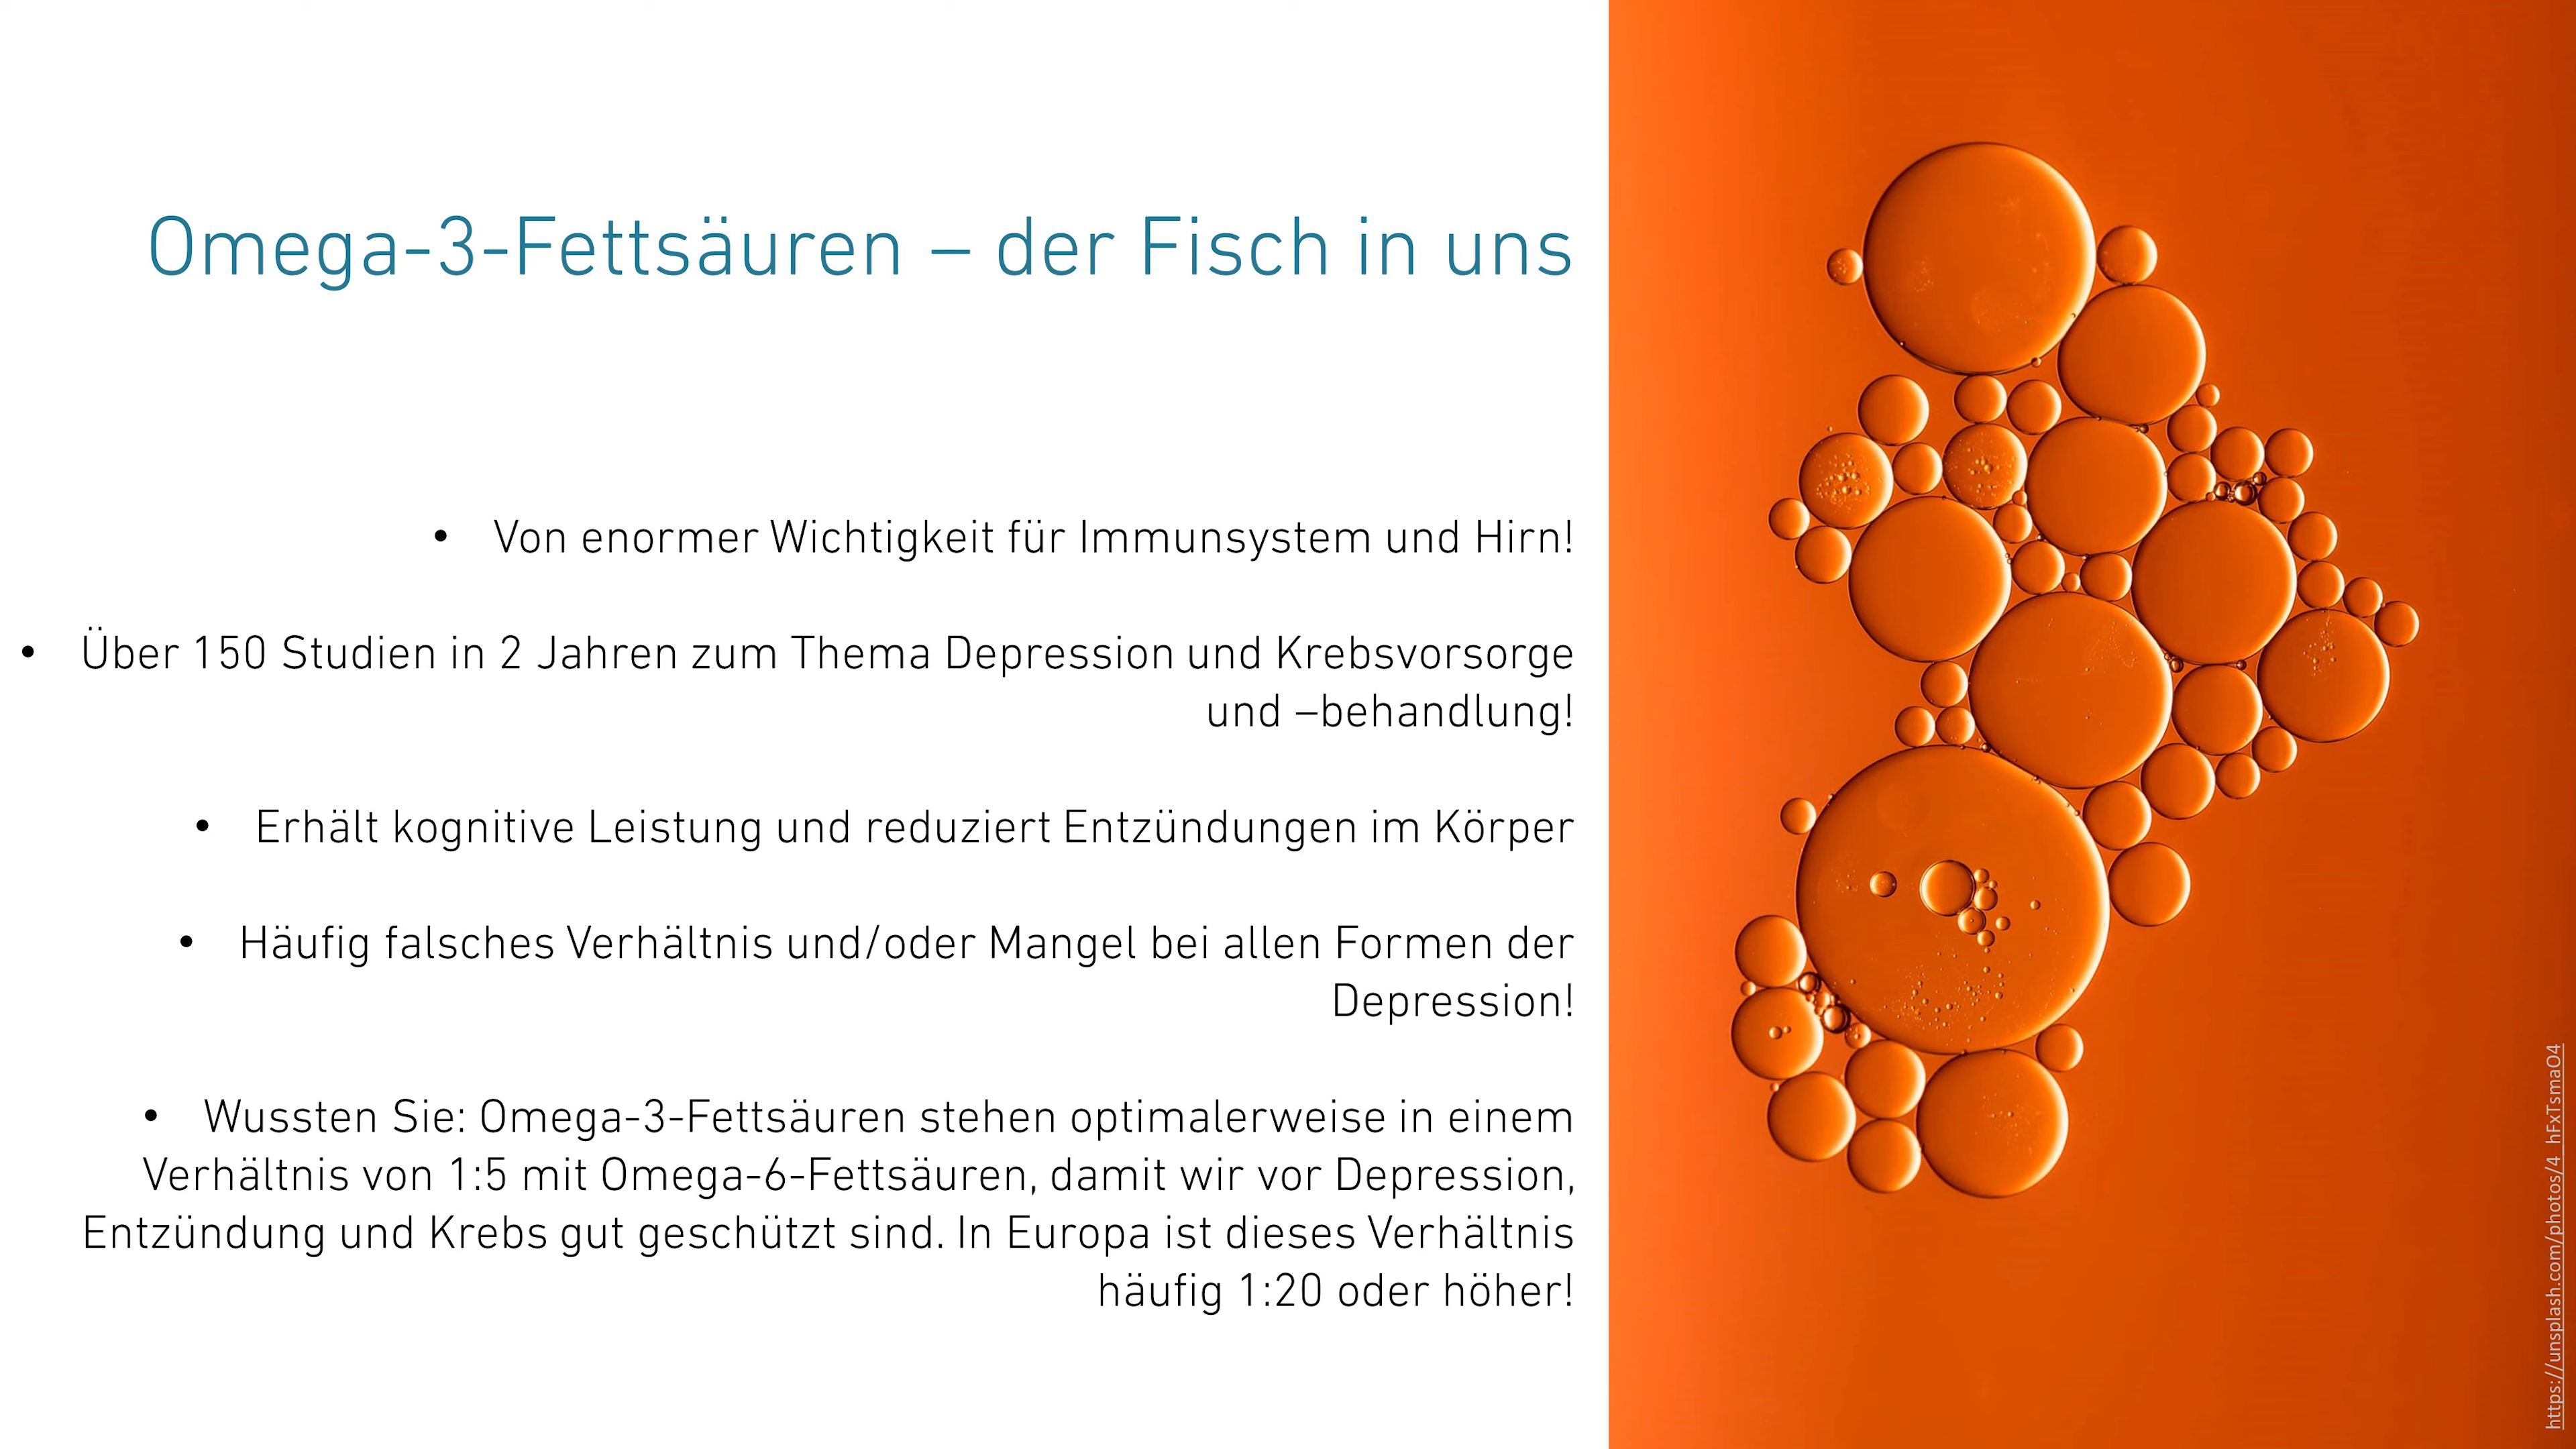 Omega-3-Fettsäuren – der Fisch in uns
• Von enormer Wichtigkeit für Immunsystem und Hirn!
• Über 150 Studien in 2 Jahren zum Thema Depression und Krebsvorsorge
und –behandlung!
• Erhält kognitive Leistung und reduziert Entzündungen im Körper
• Häufig falsches Verhältnis und/oder Mangel bei allen Formen der
Depression!
• Wussten Sie: Omega-3-Fettsäuren stehen optimalerweise in einem
Verhältnis von 1:5 mit Omega-6-Fettsäuren, damit wir vor Depression,
Entzündung und Krebs gut geschützt sind. In Europa ist dieses Verhältnis
häufig 1:20 oder höher!
https://unsplash.com/photos/4_hFxTsmaO4